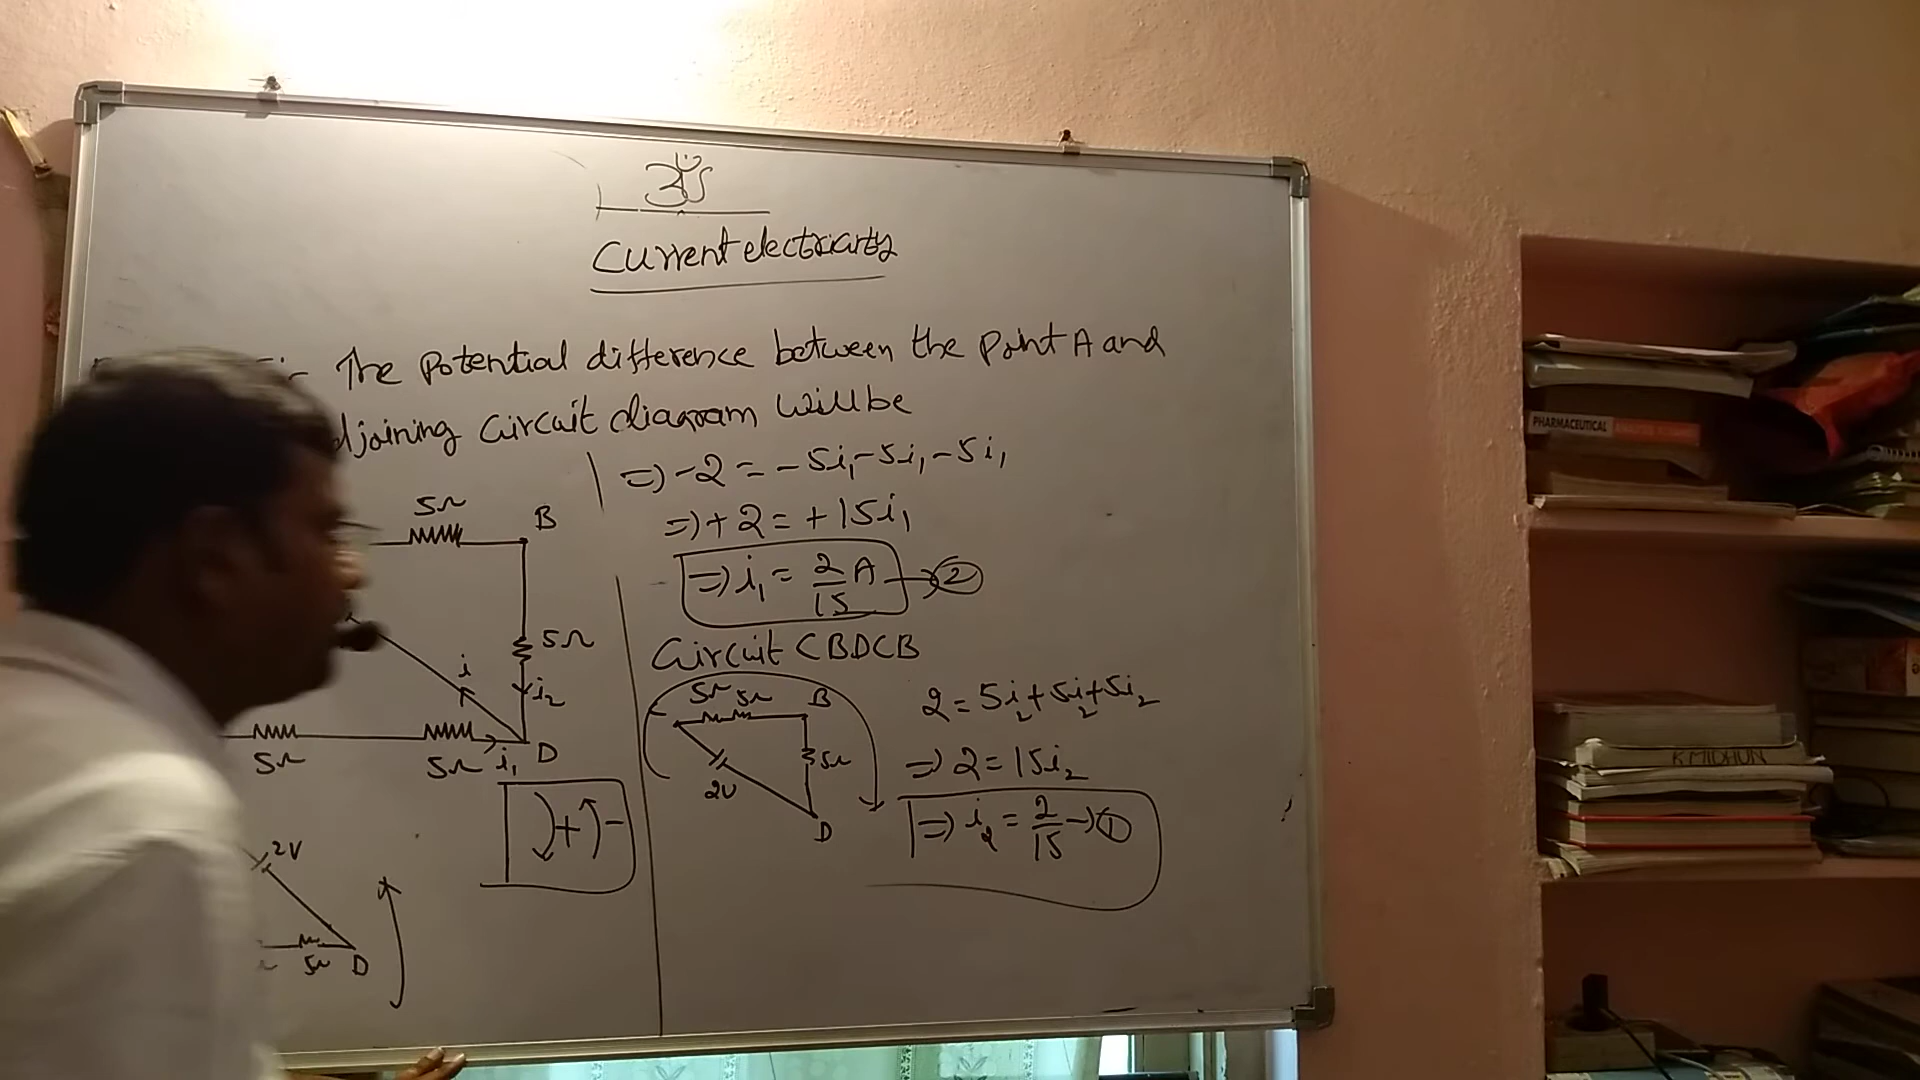 ॐ
Current electricity
The Potential difference between the Point A and
djoining Circuit diagram Will be
5Ω B
5Ω
i
i₂
5Ω 5Ω i₁ D
2V
5Ω D
+ -
=> -2 = -5i₁-5i₁-5i₁
=> +2 = +15i₁
=> i₁ = 2/15 A → ②
Circuit CBDCB
5Ω 5Ω B
5Ω
2V
D
2 = 5i₂+5i₂+5i₂
=> 2 = 15i₂
=> i₂ = 2/15 → ①
PHARMACEUTICAL
K MIDHUN